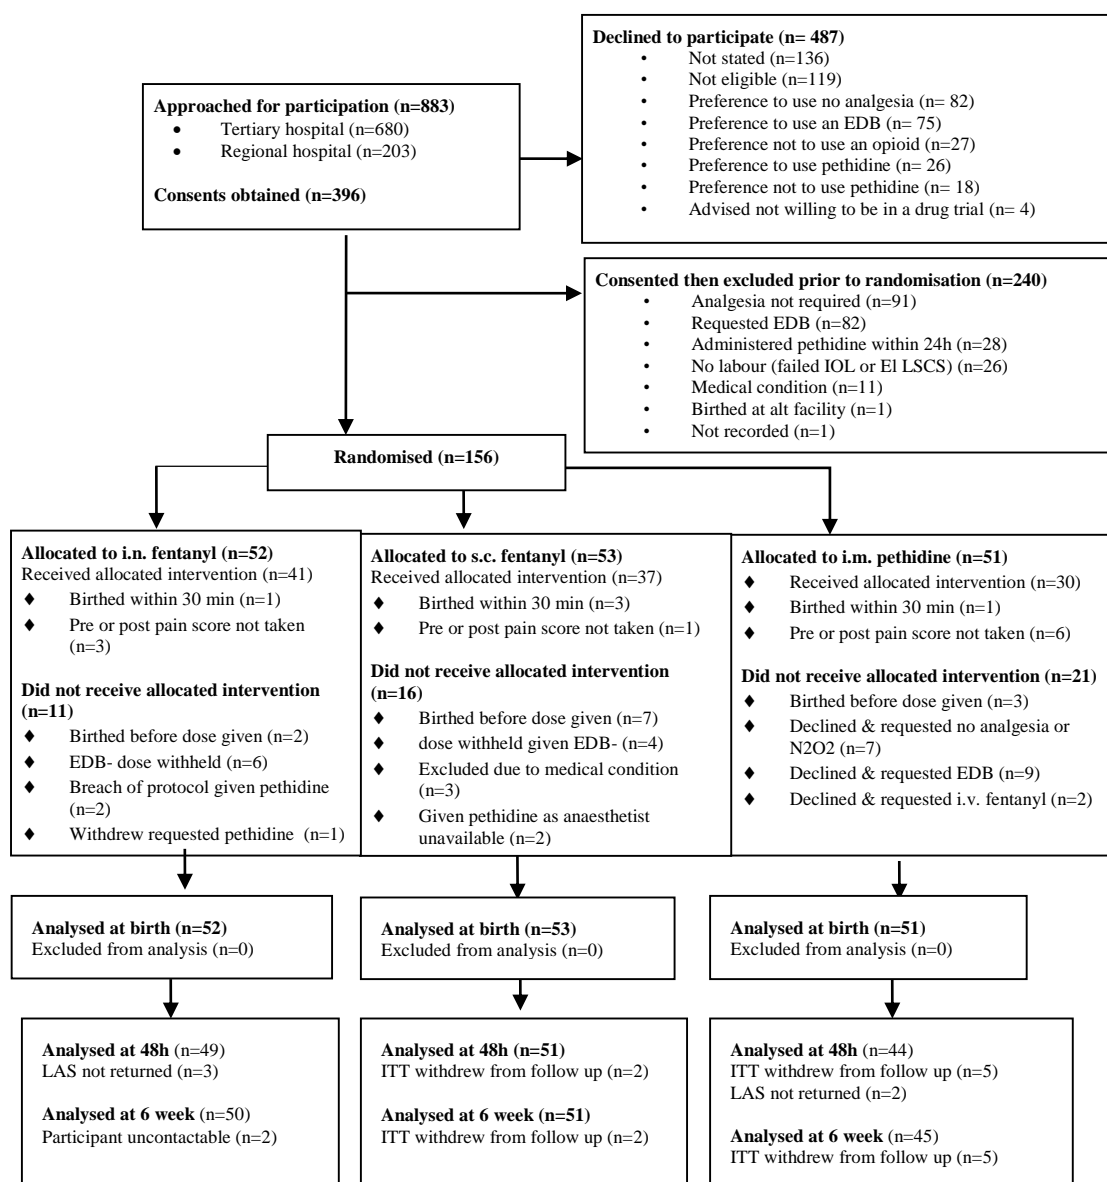 Declined to participate (n= 487)
• Not stated (n=136)
• Not eligible (n=119)
• Preference to use no analgesia (n= 82)
• Preference to use an EDB (n= 75)
• Preference not to use an opioid (n=27)
• Preference to use pethidine (n= 26)
• Preference not to use pethidine (n= 18)
• Advised not willing to be in a drug trial (n= 4)
Approached for participation (n=883)
• Tertiary hospital (n=680)
• Regional hospital (n=203)
Consents obtained (n=396)
Consented then excluded prior to randomisation (n=240)
• Analgesia not required (n=91)
• Requested EDB (n=82)
• Administered pethidine within 24h (n=28)
• No labour (failed IOL or El LSCS) (n=26)
• Medical condition (n=11)
• Birthed at alt facility (n=1)
• Not recorded (n=1)
Randomised (n=156)
Allocated to i.n. fentanyl (n=52)
Received allocated intervention (n=41)
♦ Birthed within 30 min (n=1)
♦ Pre or post pain score not taken
(n=3)
Did not receive allocated intervention
(n=11)
♦ Birthed before dose given (n=2)
♦ EDB- dose withheld (n=6)
♦ Breach of protocol given pethidine
(n=2)
♦ Withdrew requested pethidine (n=1)
Allocated to s.c. fentanyl (n=53)
Received allocated intervention (n=37)
♦ Birthed within 30 min (n=3)
♦ Pre or post pain score not taken (n=1)
Did not receive allocated intervention
(n=16)
♦ Birthed before dose given (n=7)
♦ dose withheld given EDB- (n=4)
♦ Excluded due to medical condition
(n=3)
♦ Given pethidine as anaesthetist
unavailable (n=2)
Allocated to i.m. pethidine (n=51)
♦ Received allocated intervention (n=30)
♦ Birthed within 30 min (n=1)
♦ Pre or post pain score not taken (n=6)
Did not receive allocated intervention (n=21)
♦ Birthed before dose given (n=3)
♦ Declined & requested no analgesia or
N2O2 (n=7)
♦ Declined & requested EDB (n=9)
♦ Declined & requested i.v. fentanyl (n=2)
Analysed at birth (n=52)
Excluded from analysis (n=0)
Analysed at birth (n=53)
Excluded from analysis (n=0)
Analysed at birth (n=51)
Excluded from analysis (n=0)
Analysed at 48h (n=49)
LAS not returned (n=3)
Analysed at 6 week (n=50)
Participant uncontactable (n=2)
Analysed at 48h (n=51)
ITT withdrew from follow up (n=2)
Analysed at 6 week (n=51)
ITT withdrew from follow up (n=2)
Analysed at 48h (n=44)
ITT withdrew from follow up (n=5)
LAS not returned (n=2)
Analysed at 6 week (n=45)
ITT withdrew from follow up (n=5)